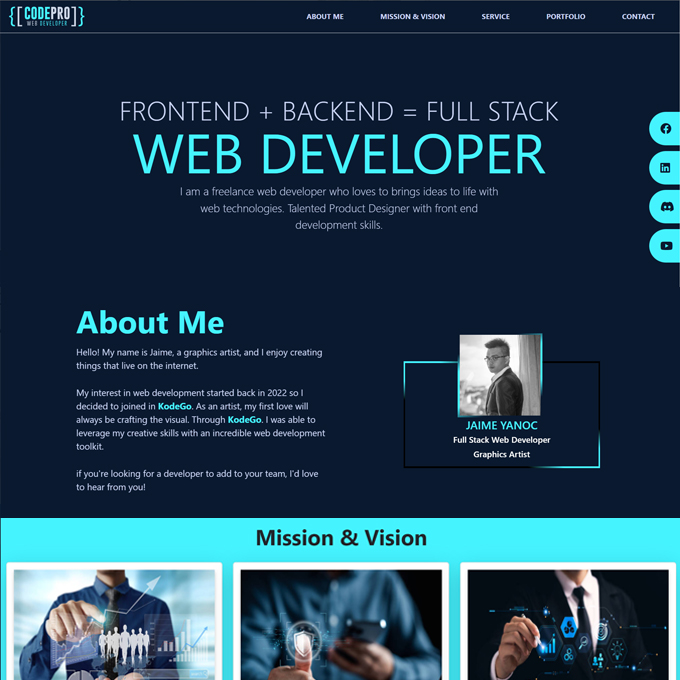 {[CODEPRO]}
WEB DEVELOPER
ABOUT ME
MISSION & VISION
SERVICE
PORTFOLIO
CONTACT
FRONTEND + BACKEND = FULL STACK
WEB DEVELOPER
I am a freelance web developer who loves to brings ideas to life with
web technologies. Talented Product Designer with front end
development skills.
About Me
Hello! My name is Jaime, a graphics artist, and I enjoy creating
things that live on the internet.
My interest in web development started back in 2022 so I
decided to joined in KodeGo. As an artist, my first love will
always be crafting the visual. Through KodeGo. I was able to
leverage my creative skills with an incredible web development
toolkit.
if you're looking for a developer to add to your team, I'd love
to hear from you!
JAIME YANOC
Full Stack Web Developer
Graphics Artist
Mission & Vision